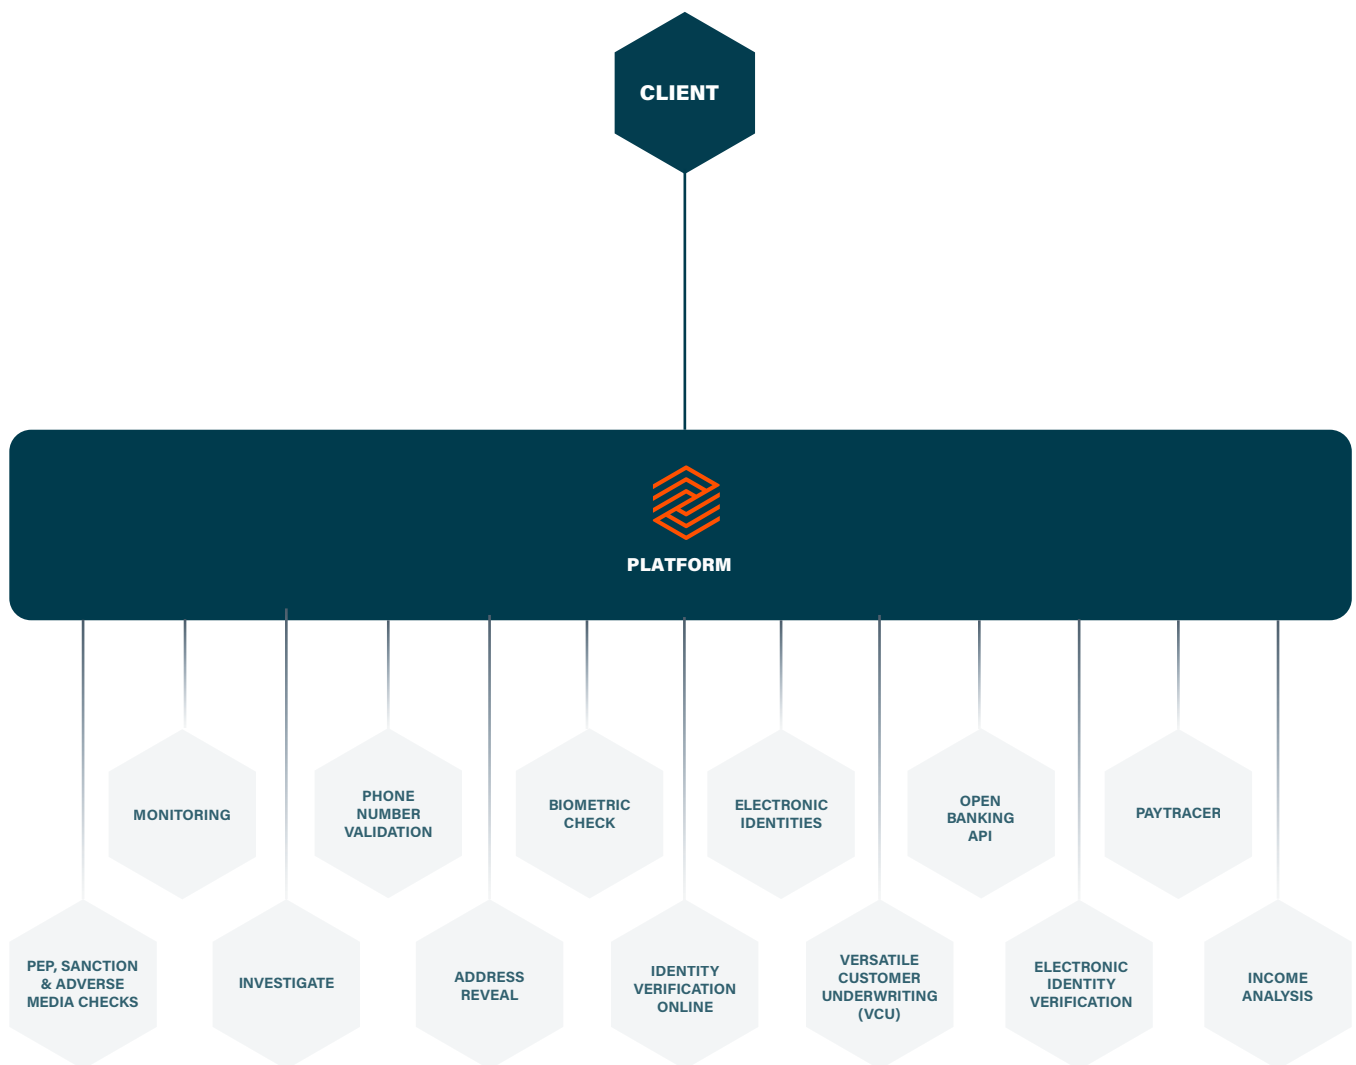 CLIENT
PLATFORM
MONITORING
PHONE
NUMBER
VALIDATION
BIOMETRIC
CHECK
ELECTRONIC
IDENTITIES
OPEN
BANKING
API
PAYTRACER
PEP, SANCTION
& ADVERSE
MEDIA CHECKS
INVESTIGATE
ADDRESS
REVEAL
IDENTITY
VERIFICATION
ONLINE
VERSATILE
CUSTOMER
UNDERWRITING
(VCU)
ELECTRONIC
IDENTITY
VERIFICATION
INCOME
ANALYSIS